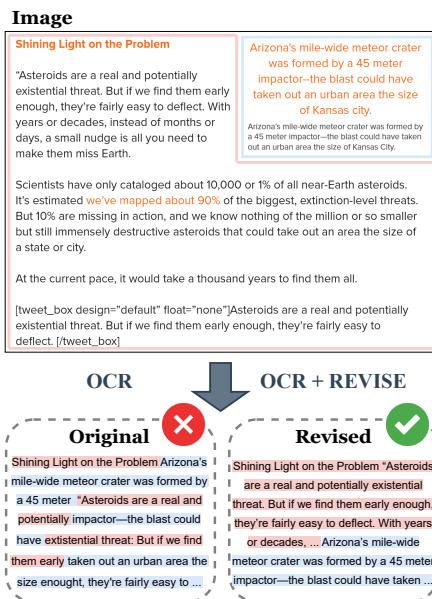 Image
Shining Light on the Problem
“Asteroids are a real and potentially
existential threat. But if we find them early
enough, they’re fairly easy to deflect. With
years or decades, instead of months or
days, a small nudge is all you need to
make them miss Earth.
Arizona’s mile-wide meteor crater
was formed by a 45 meter
impactor--the blast could have
taken out an urban area the size
of Kansas city.
Arizona’s mile-wide meteor crater was formed by
a 45 meter impactor—the blast could have taken
out an urban area the size of Kansas City.
Scientists have only cataloged about 10,000 or 1% of all near-Earth asteroids.
It’s estimated we’ve mapped about 90% of the biggest, extinction-level threats.
But 10% are missing in action, and we know nothing of the million or so smaller
but still immensely destructive asteroids that could take out an area the size of
a state or city.
At the current pace, it would take a thousand years to find them all.
[tweet_box design=”default” float=”none”]Asteroids are a real and potentially
existential threat. But if we find them early enough, they’re fairly easy to
deflect. [/tweet_box]
OCR
OCR + REVISE
Original
Shining Light on the Problem Arizona’s
mile-wide meteor crater was formed by
a 45 meter “Asteroids are a real and
potentially impactor—the blast could
have extistential threat: But if we find
them early taken out an urban area the
size enought, they're fairly easy to ...
Revised
Shining Light on the Problem “Asteroids
are a real and potentially existential
threat. But if we find them early enough,
they’re fairly easy to deflect. With years
or decades, ... Arizona’s mile-wide
meteor crater was formed by a 45 meter
impactor—the blast could have taken ...